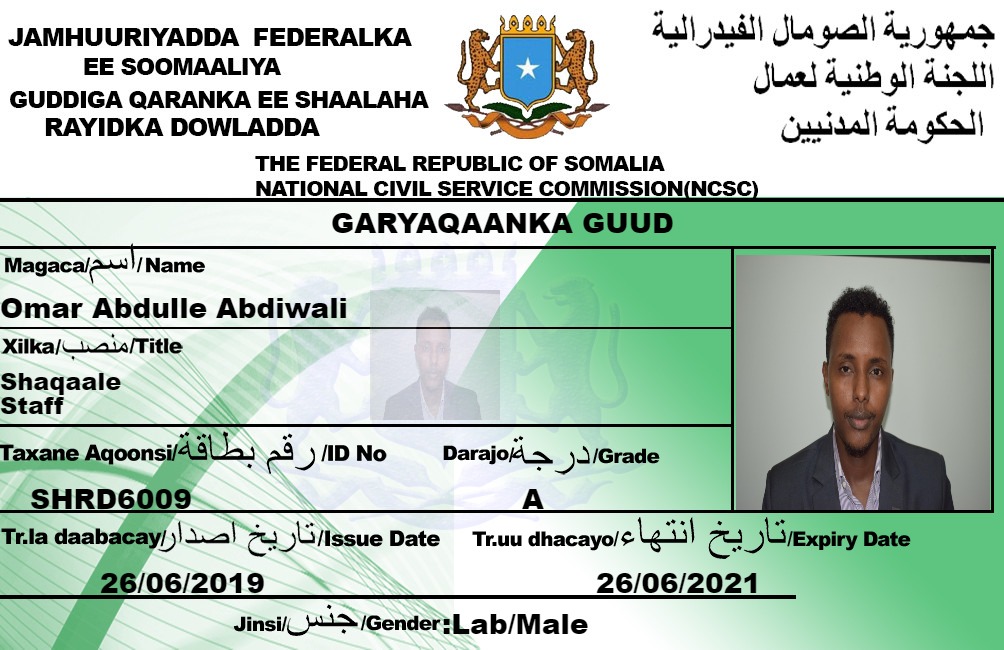 JAMHUURIYADDA FEDERALKA
EE SOOMAALIYA
GUDDIGA QARANKA EE SHAALAHA
RAYIDKA DOWLADDA
جمهورية الصومال الفيدرالية
اللجنة الوطنية لعمال
الحكومة المدنيين
THE FEDERAL REPUBLIC OF SOMALIA
NATIONAL CIVIL SERVICE COMMISSION(NCSC)
GARYAQAANKA GUUD
Magaca/اسم/Name
Omar Abdulle Abdiwali
Xilka/منصب/Title
Shaqaale
Staff
Taxane Aqoonsi/رقم بطاقة/ID No
SHRD6009
Darajo/درجة/Grade
A
Tr.la daabacay/تاريخ اصدار/Issue Date
26/06/2019
Tr.uu dhacayo/تاريخ انتهاء/Expiry Date
26/06/2021
Jinsi/جنس/Gender:Lab/Male